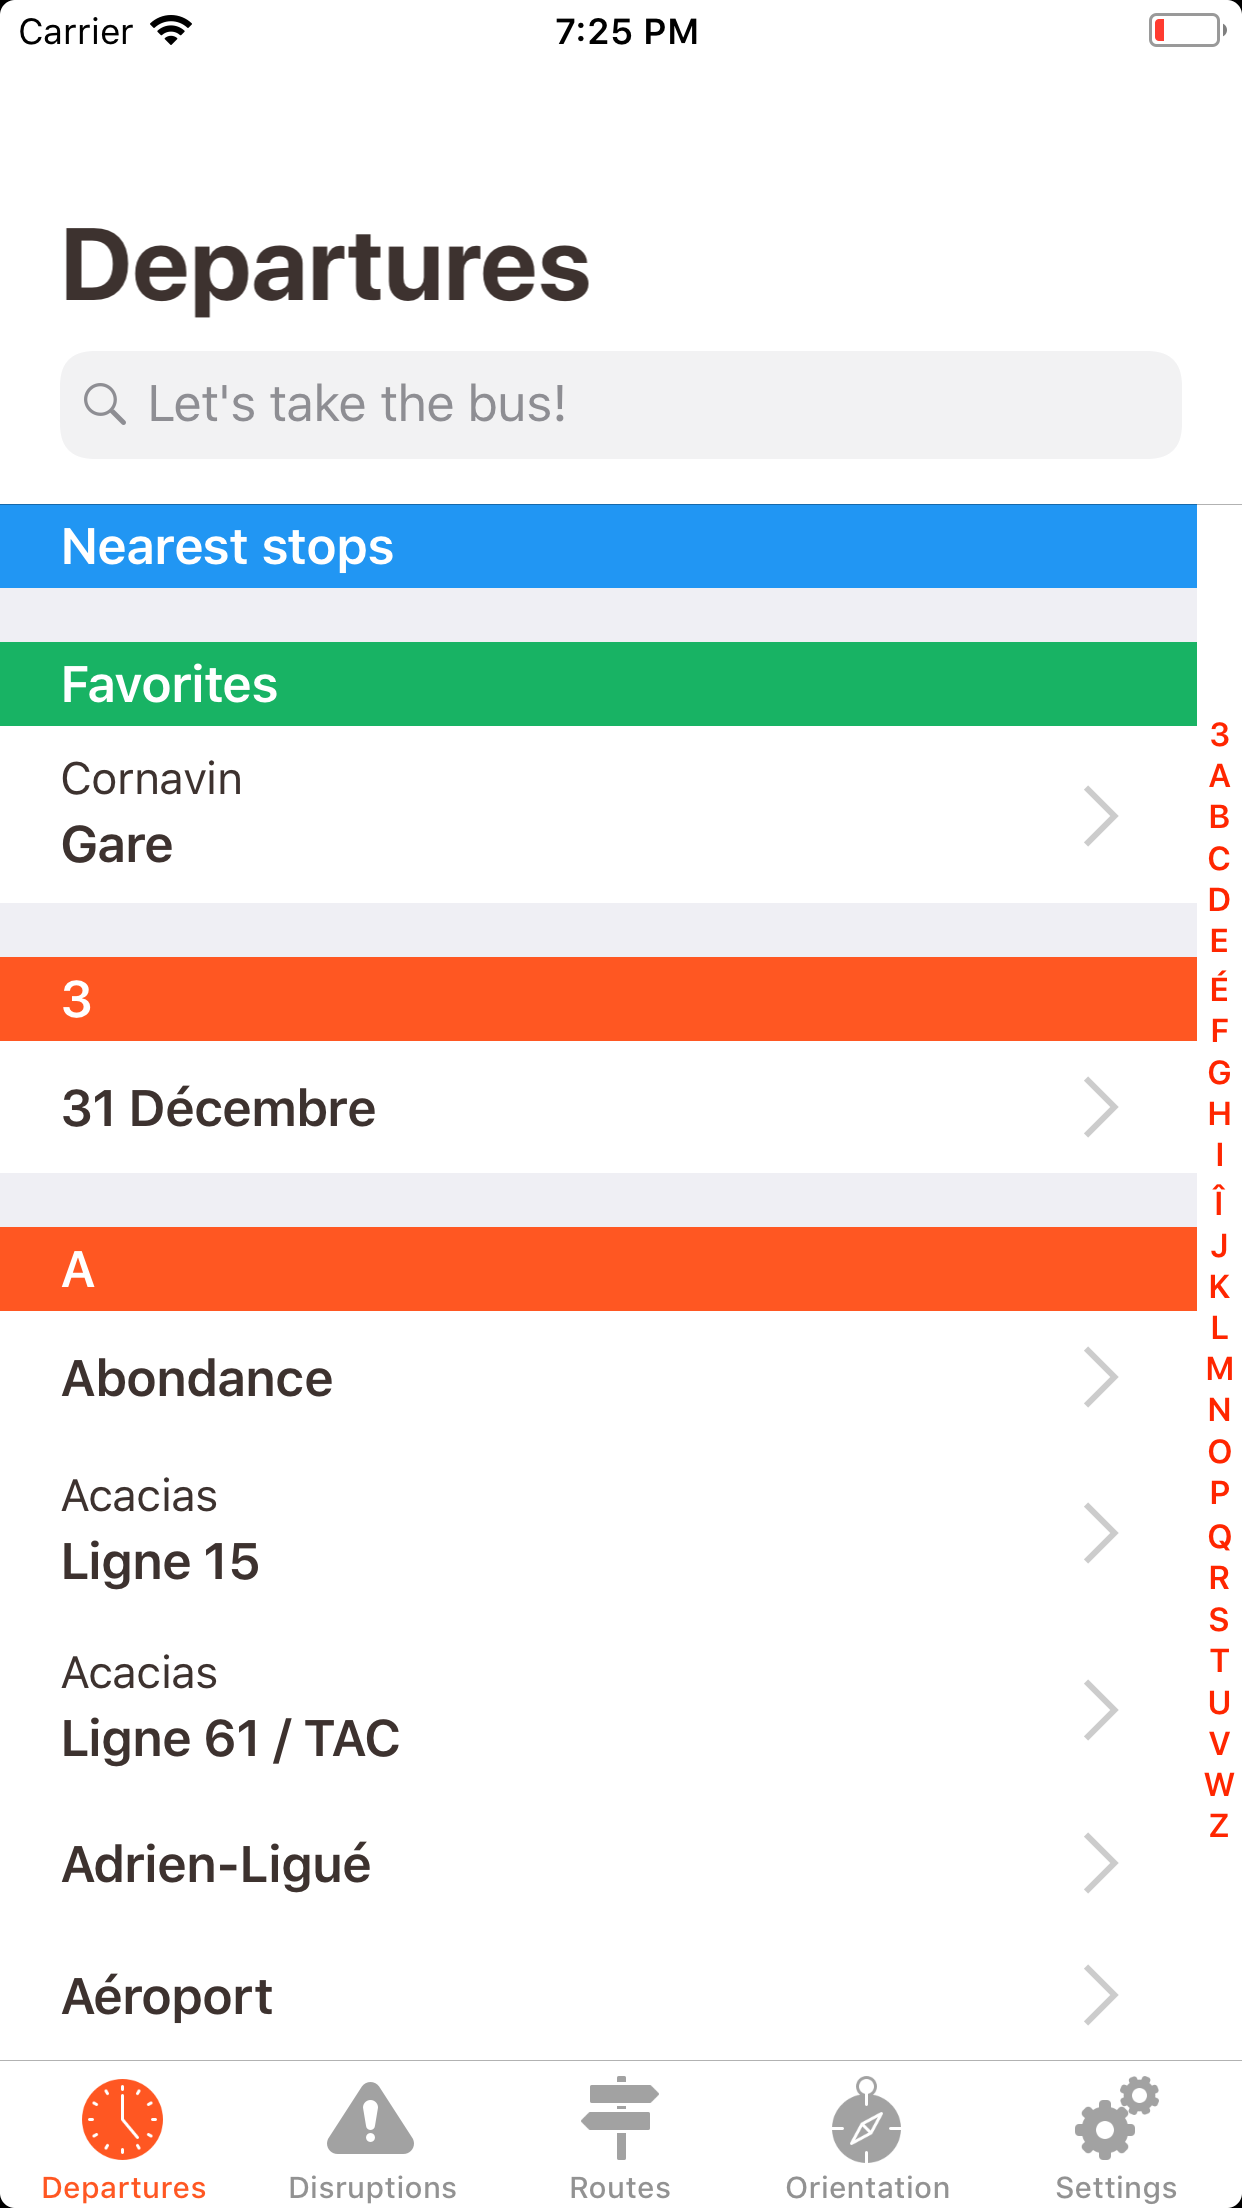 Carrier
7:25 PM
Departures
Let's take the bus!
Nearest stops
Favorites
Cornavin
Gare
3
31 Décembre
A
Abondance
Acacias
Ligne 15
Acacias
Ligne 61 / TAC
Adrien-Ligué
Aéroport
3
A
B
C
D
E
É
F
G
H
I
Î
J
K
L
M
N
O
P
Q
R
S
T
U
V
W
Z
Departures
Disruptions
Routes
Orientation
Settings